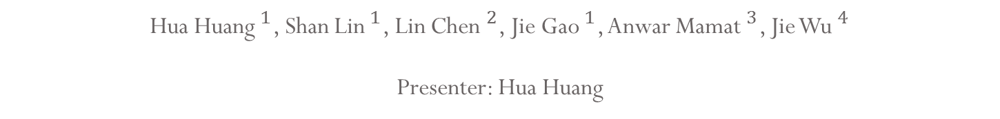 Hua Huang 1, Shan Lin 1, Lin Chen 2, Jie Gao 1, Anwar Mamat 3, Jie Wu 4
Presenter: Hua Huang